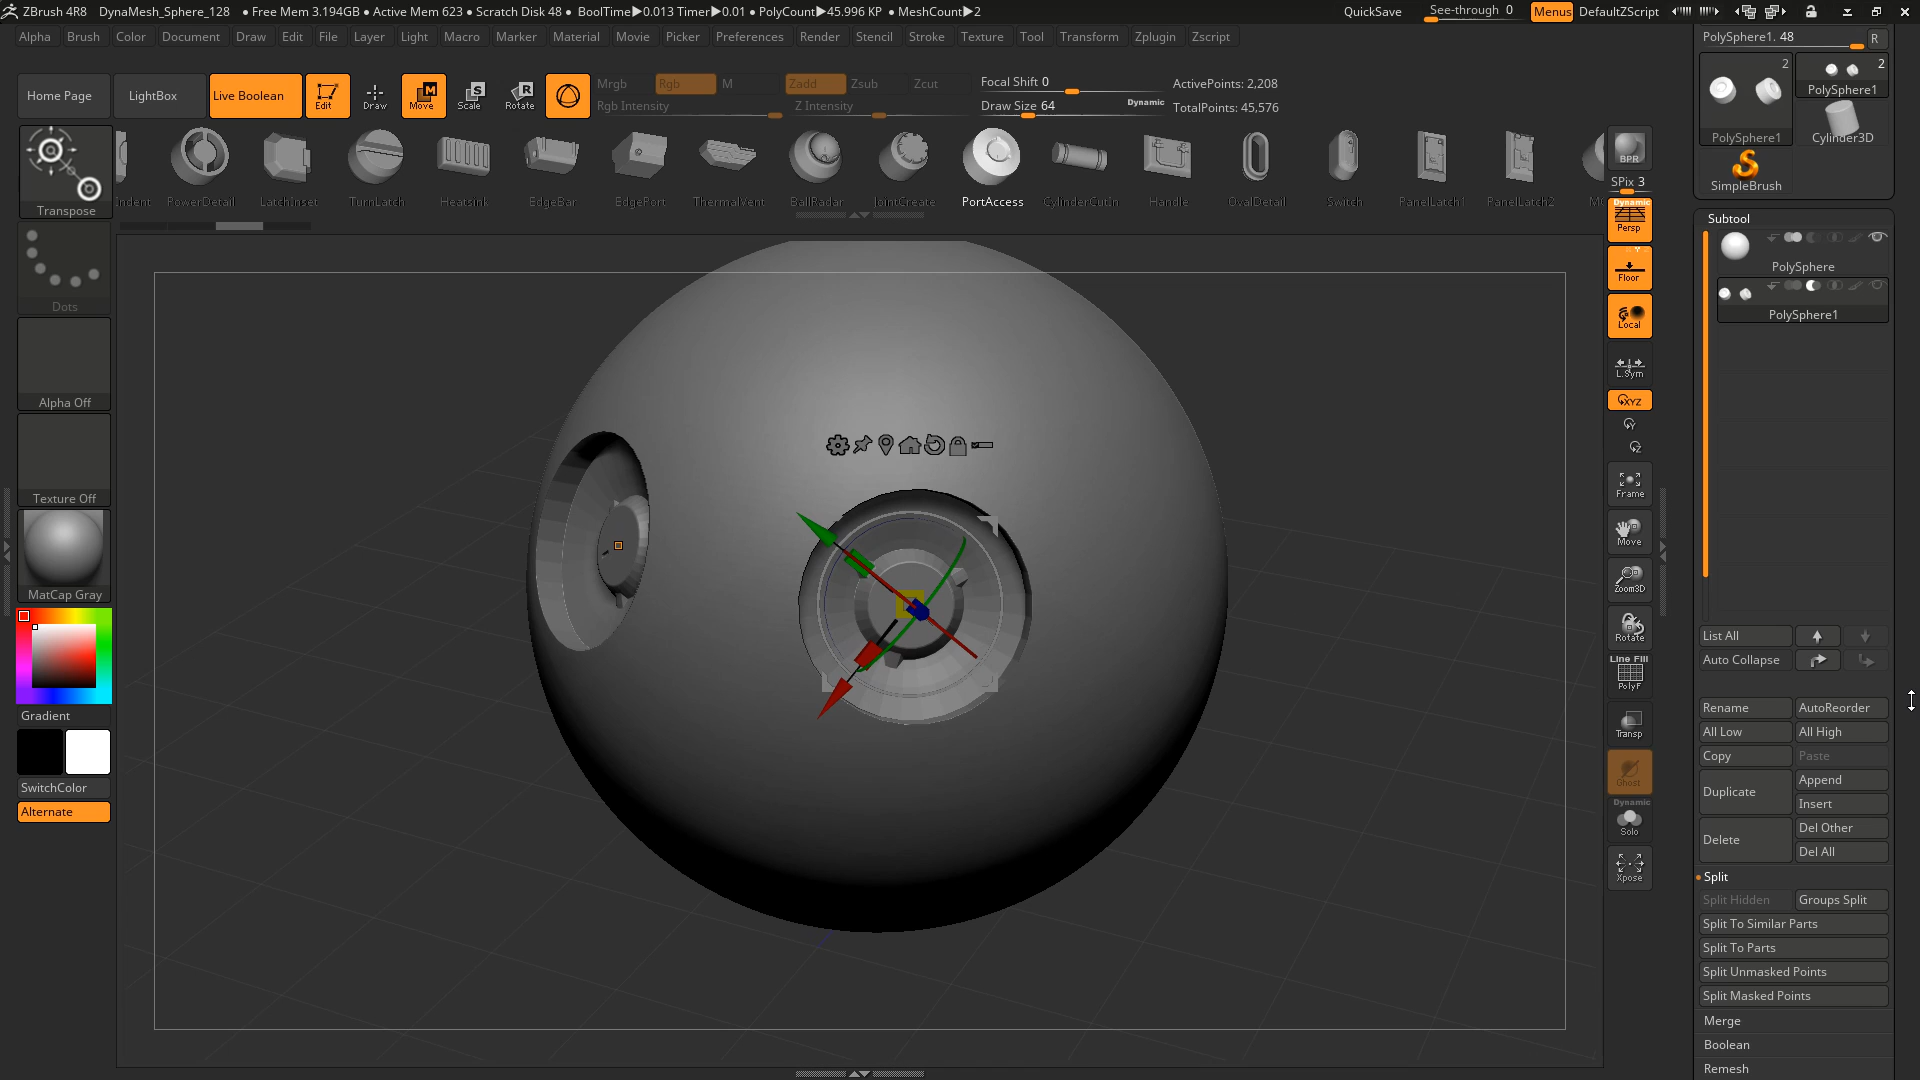 ZBrush 4R8 DynaMesh_Sphere_128 • Free Mem 3.194GB • Active Mem 623 • Scratch Disk 48 • BoolTime▶0.013 Timer▶0.01 • PolyCount▶45.996 KP • MeshCount▶2 QuickSave See-through 0 Menus DefaultZScript
Alpha Brush Color Document Draw Edit File Layer Light Macro Marker Material Movie Picker Preferences Render Stencil Stroke Texture Tool Transform Zplugin Zscript
PolySphere1. 48 R
Home Page LightBox Live Boolean Edit Draw Move Scale Rotate
M R
Mrgb Rgb M Zadd Zsub Zcut
Rgb Intensity Z Intensity
Focal Shift 0
Draw Size 64 Dynamic
ActivePoints: 2,208
TotalPoints: 45,576
2 2
PolySphere1
PolySphere1 Cylinder3D
SimpleBrush
Transpose
PowerDetail LatchInset TurnLatch Heatsink EdgeBar EdgePort ThermalVent BallRadar JointCreate PortAccess CylinderCutIn Handle OvalDetail Switch PanelLatch1 PanelLatch2
Dots
Alpha Off
Texture Off
MatCap Gray
Gradient
SwitchColor
Alternate
BPR
SPix 3
Dynamic
Persp
Floor
Local
L.Sym
XYZ
Y
Z
Frame
Move
Zoom3D
Rotate
Line Fill
PolyF
Transp
Ghost
Dynamic
Solo
Xpose
Subtool
PolySphere
PolySphere1
List All
Auto Collapse
Rename AutoReorder
All Low All High
Copy Paste
Duplicate Append
Insert
Delete Del Other
Del All
Split
Split Hidden Groups Split
Split To Similar Parts
Split To Parts
Split Unmasked Points
Split Masked Points
Merge
Boolean
Remesh